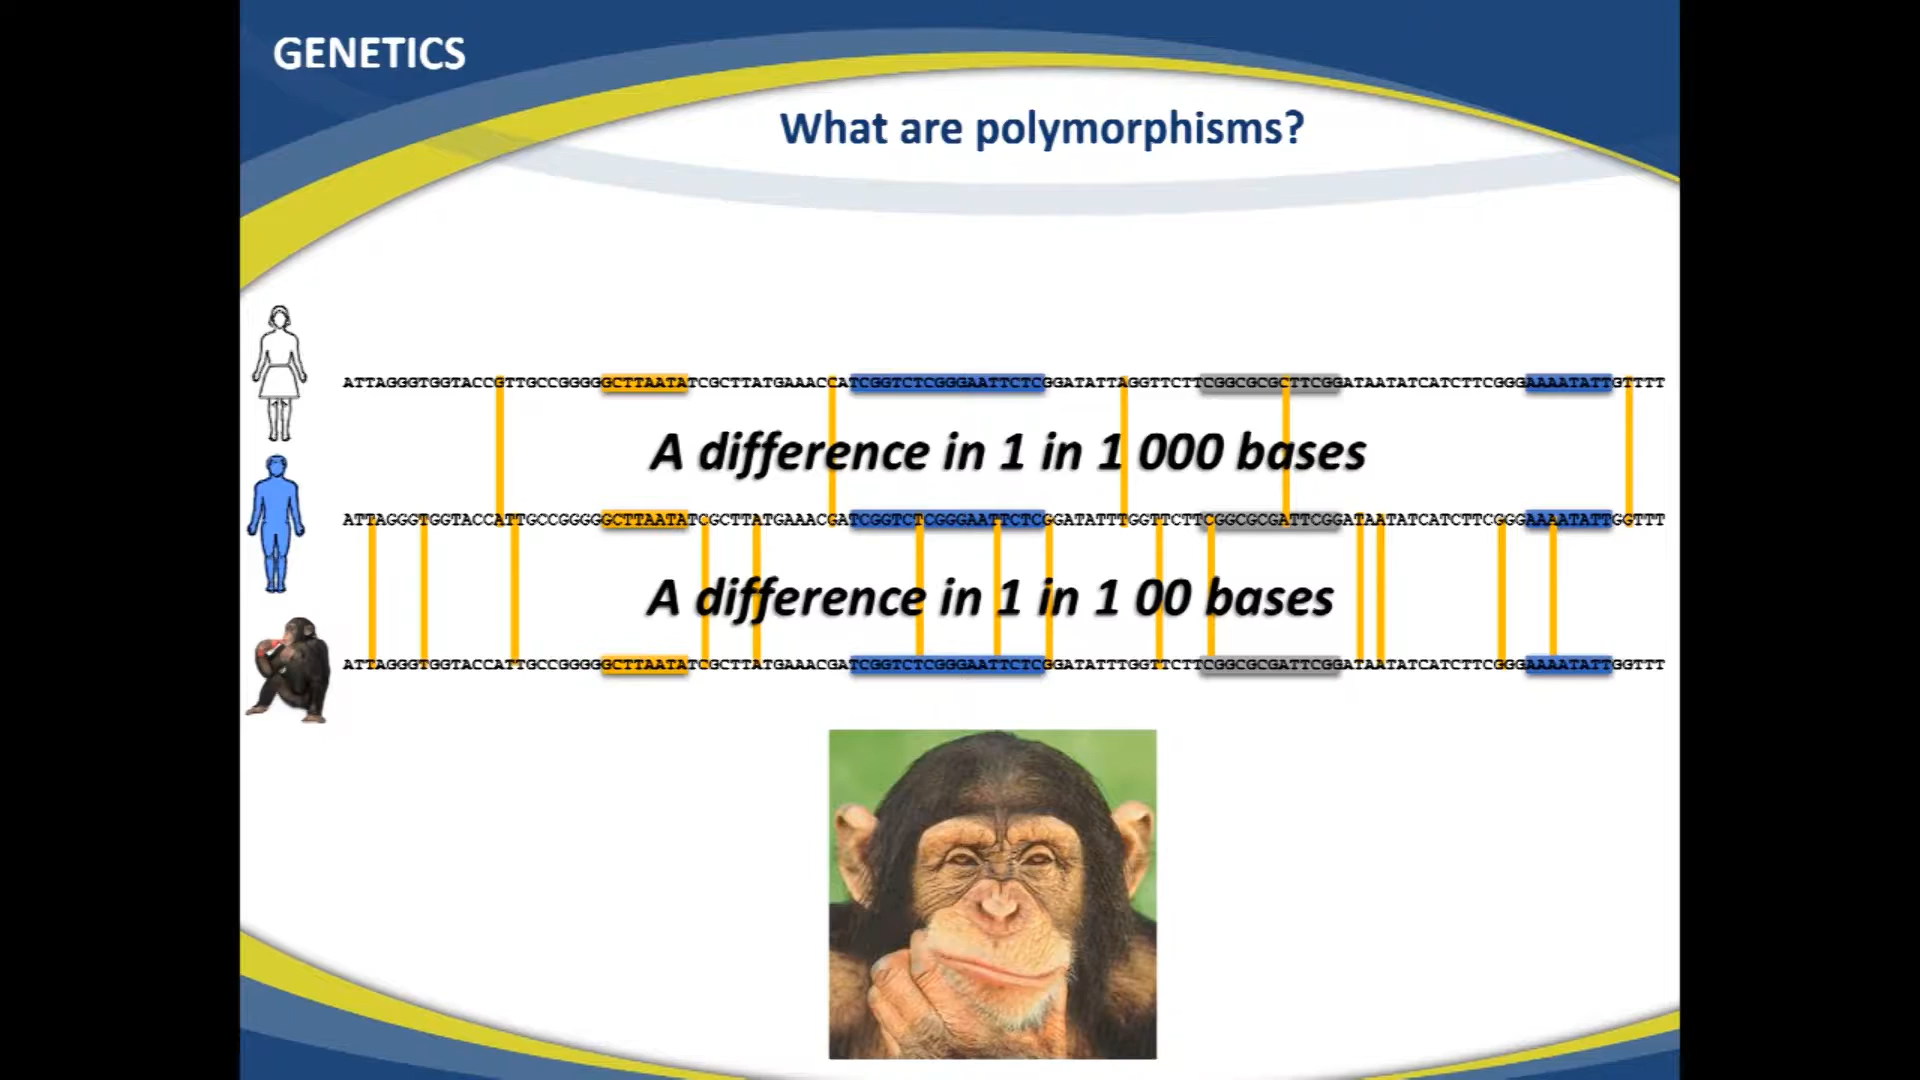 GENETICS
What are polymorphisms?
ATTAGGGTGGTACCGTTGCCGGGGGCTTAATATCGCTTATGAAACCATCGGTCTCGGGAATTCTCGGATATTAGGTTCTTCGGCGCGCTTCGGATAATATCATCTTCGGGAAAATATTGTTTT
A difference in 1 in 1 000 bases
ATTAGGGTGGTACCATTGCCGGGGGCTTAATATCGCTTATGAAACGATCGGTCTCGGGAATTCTCGGATATTTGGTTCTTCGGCGCGATTCGGATAATATCATCTTCGGGAAAATATTGGTTT
A difference in 1 in 1 00 bases
ATTAGGGTGGTACCATTGCCGGGGGCTTAATATCGCTTATGAAACGATCGGTCTCGGGAATTCTCGGATATTTGGTTCTTCGGCGCGATTCGGATAATATCATCTTCGGGAAAATATTGGTTT